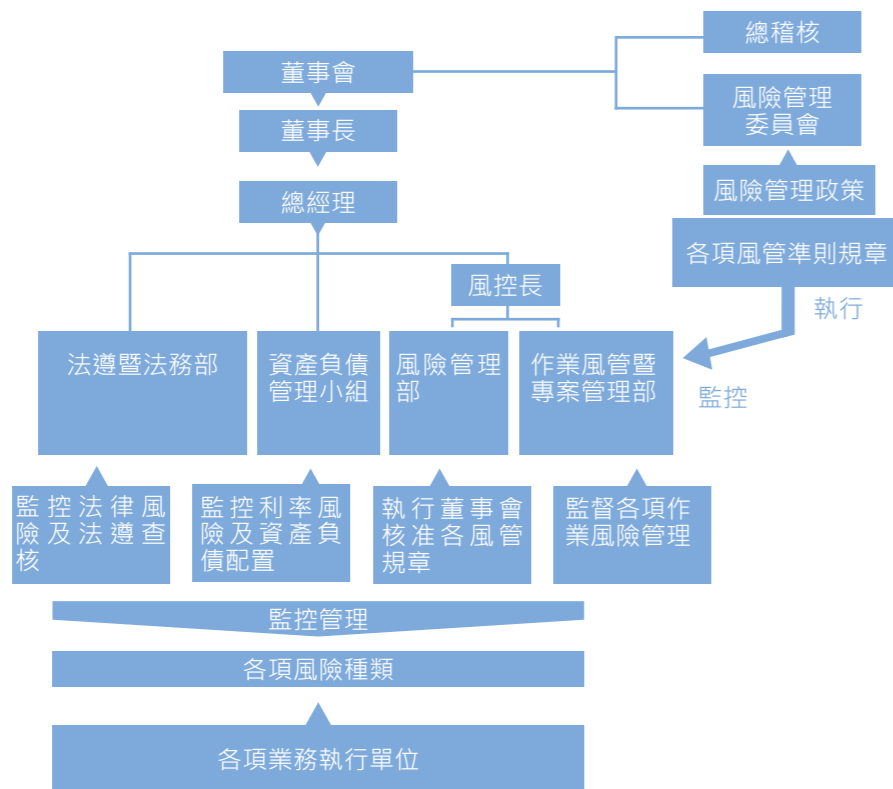 總稽核
董事會
風險管理
委員會
董事長
風險管理政策
總經理
各項風管準則規章
風控長
執行
法遵暨法務部
資產負債
管理小組
風險管理
部
作業風管暨
專案管理部
監控
監控法律風
險及法遵查
核
監控利率風
險及資產負
債配置
執行董事會
核准各風管
規章
監督各項作
業風險管理
監控管理
各項風險種類
各項業務執行單位